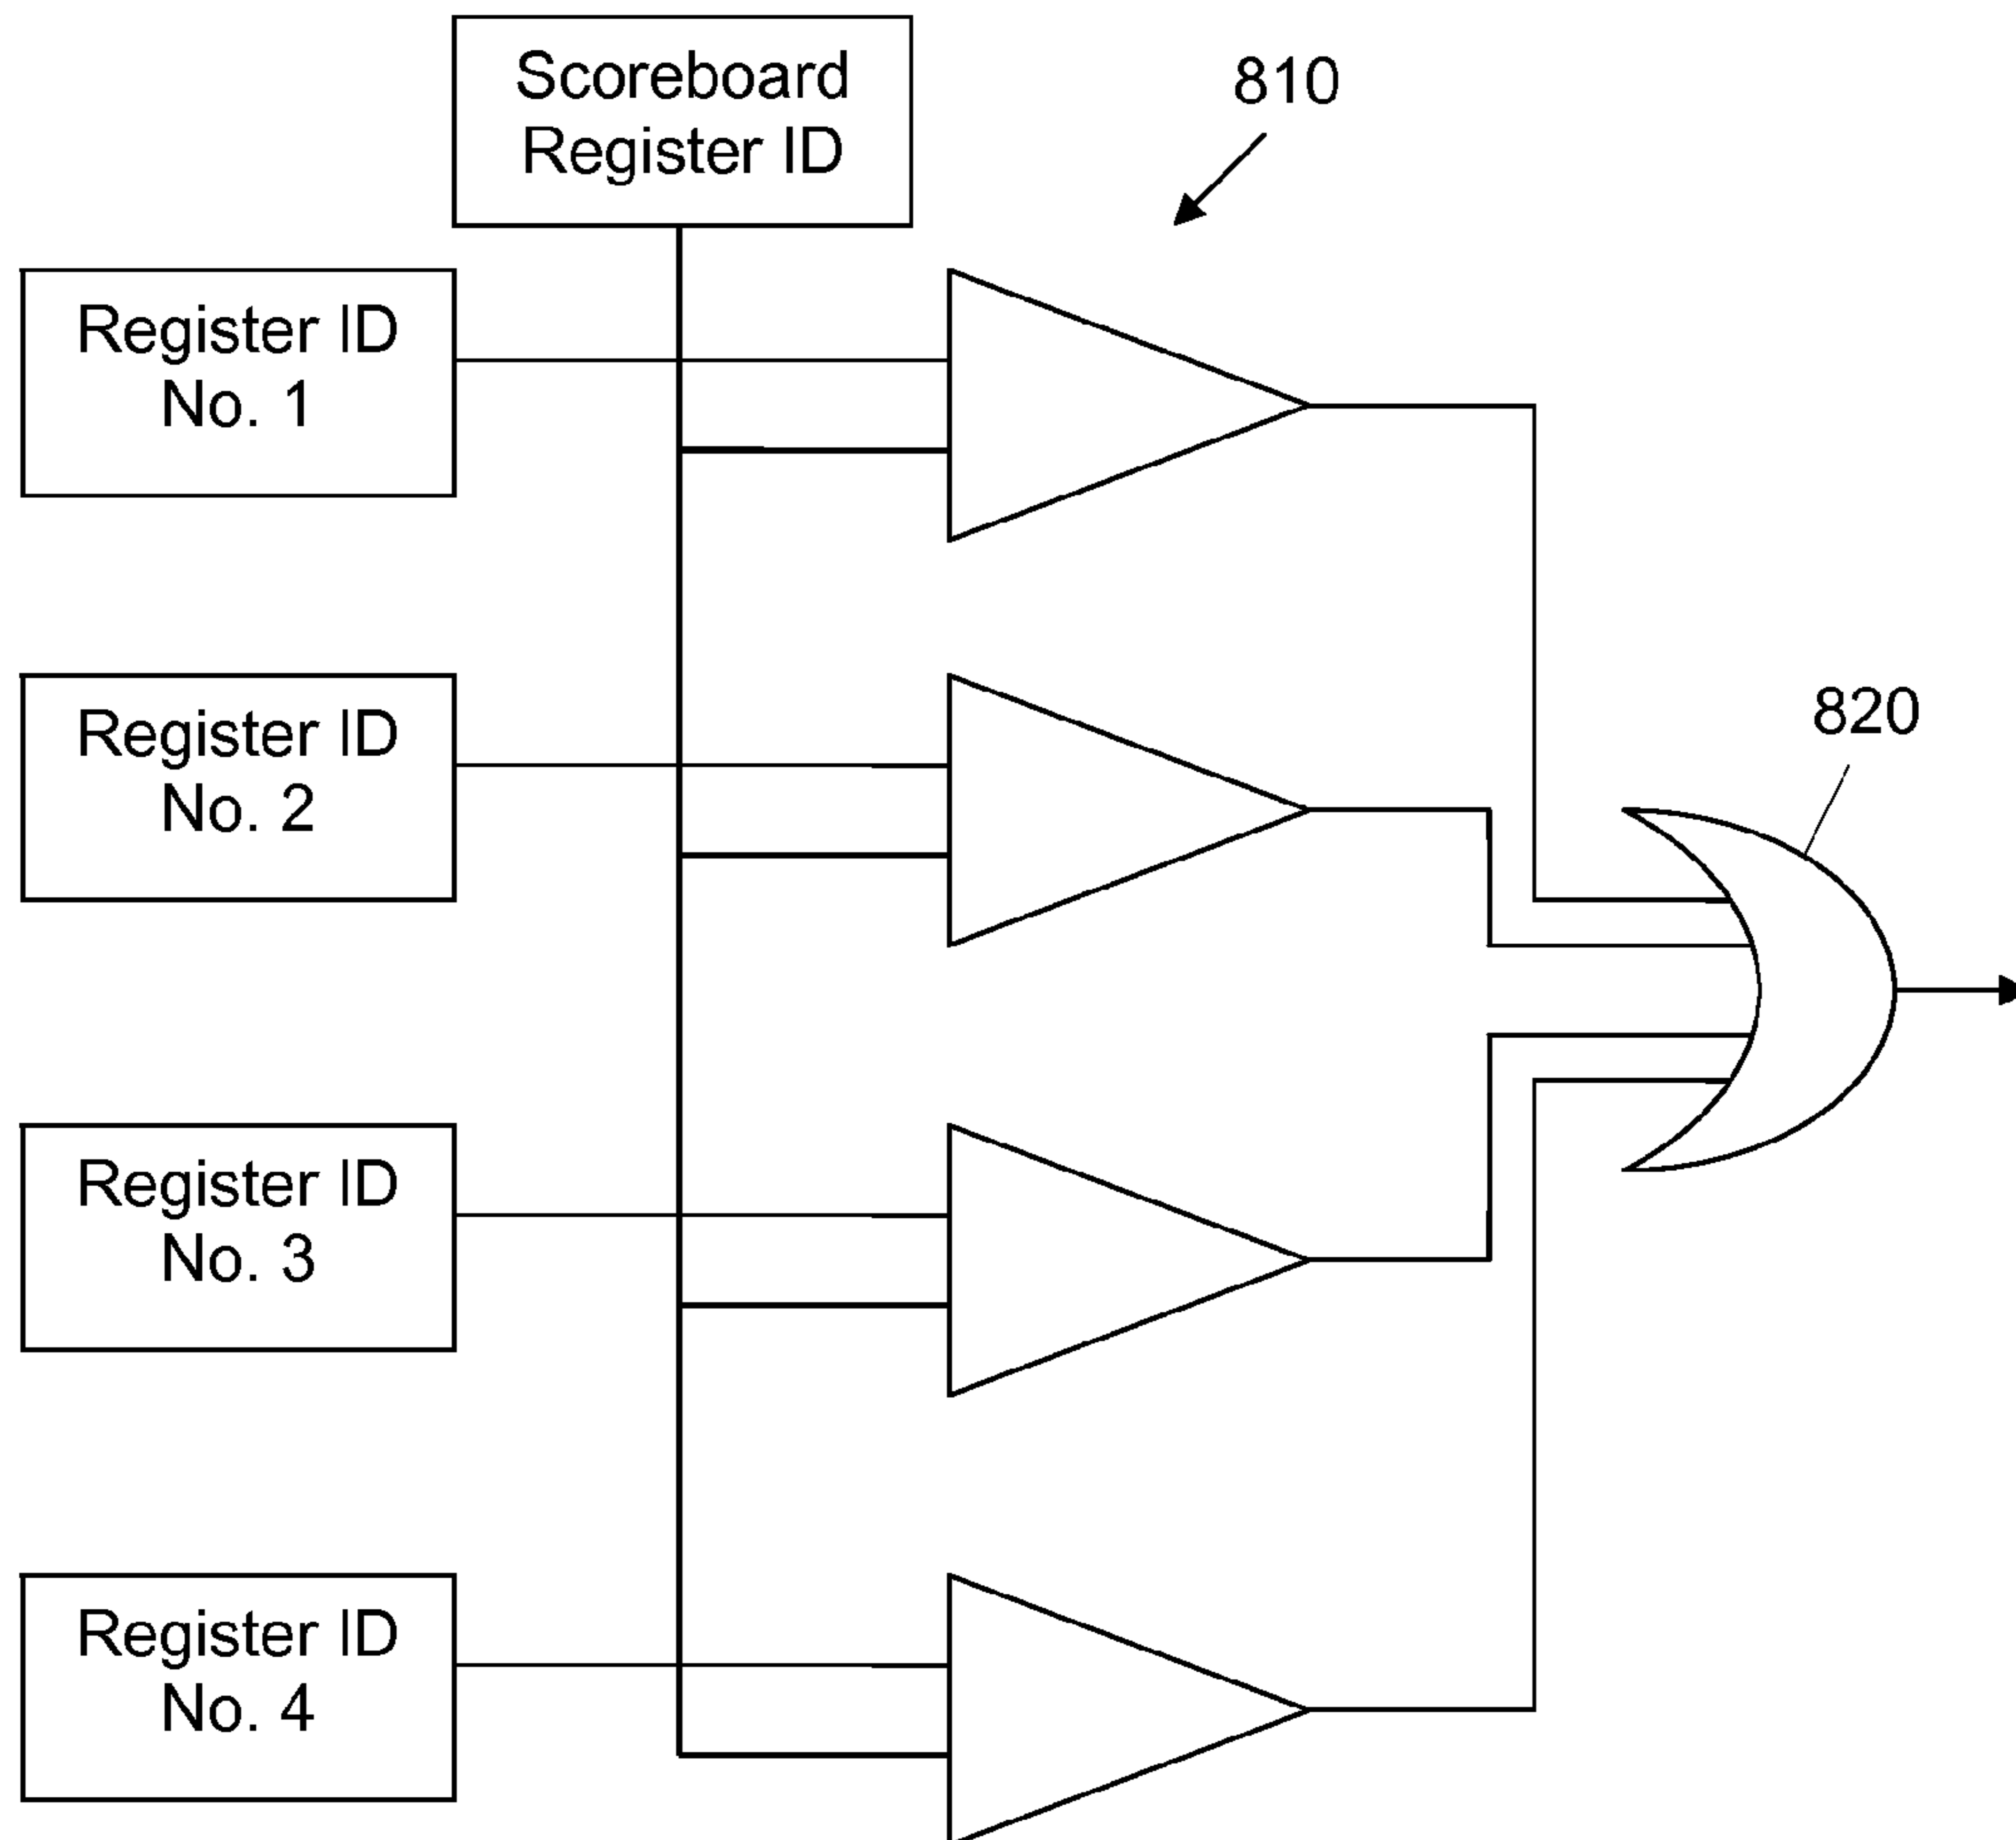 Scoreboard
Register ID
810
Register ID
No. 1
Register ID
No. 2
820
Register ID
No. 3
Register ID
No. 4